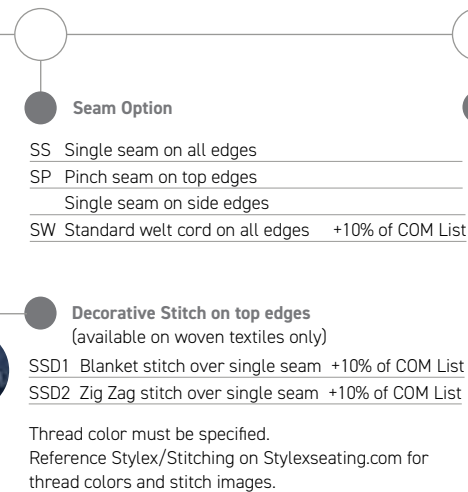 Seam Option
SS Single seam on all edges
SP Pinch seam on top edges
Single seam on side edges
SW Standard welt cord on all edges +10% of COM List
Decorative Stitch on top edges
(available on woven textiles only)
SSD1 Blanket stitch over single seam +10% of COM List
SSD2 Zig Zag stitch over single seam +10% of COM List
Thread color must be specified.
Reference Stylex/Stitching on Stylexseating.com for
thread colors and stitch images.